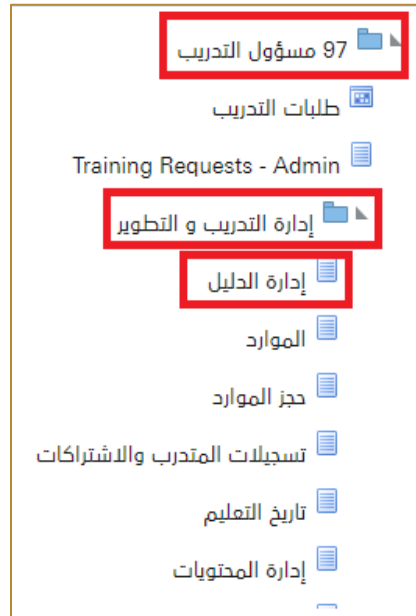 97 مسؤول التدريب
طلبات التدريب
Training Requests - Admin
إدارة التدريب و التطوير
إدارة الدليل
الموارد
حجز الموارد
تسجيلات المتدرب والاشتراكات
تاريخ التعليم
إدارة المحتويات